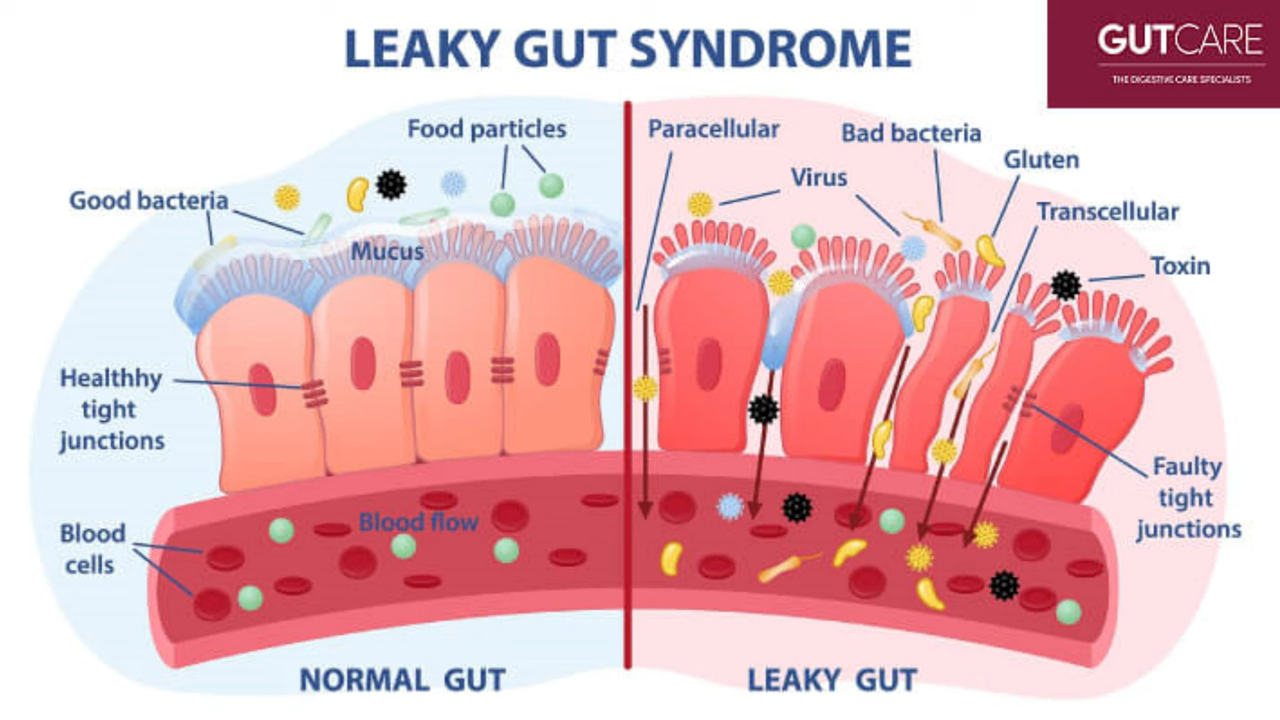 LEAKY GUT SYNDROME
GUTCARE
THE DIGESTIVE CARE SPECIALISTS
Food particles
Good bacteria
Mucus
Healthhy
tight
junctions
Blood
cells
Blood flow
NORMAL GUT
Paracellular
Bad bacteria
Virus
Gluten
Transcellular
Toxin
Faulty
tight
junctions
LEAKY GUT